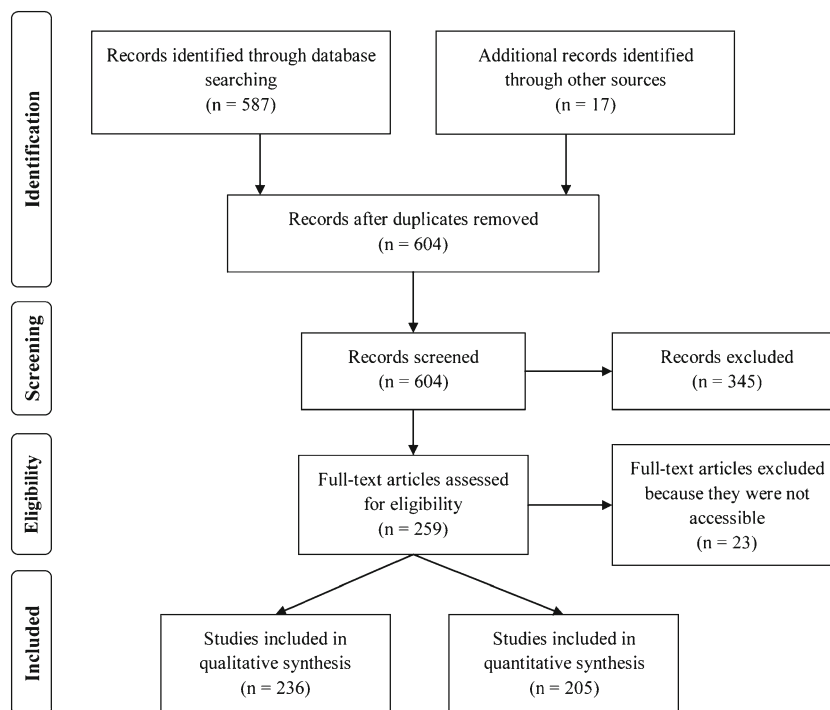 Identification
Records identified through database
searching
(n = 587)
Additional records identified
through other sources
(n = 17)
Records after duplicates removed
(n = 604)
Screening
Records screened
(n = 604)
Records excluded
(n = 345)
Eligibility
Full-text articles assessed
for eligibility
(n = 259)
Full-text articles excluded
because they were not
accessible
(n = 23)
Included
Studies included in
qualitative synthesis
(n = 236)
Studies included in
quantitative synthesis
(n = 205)